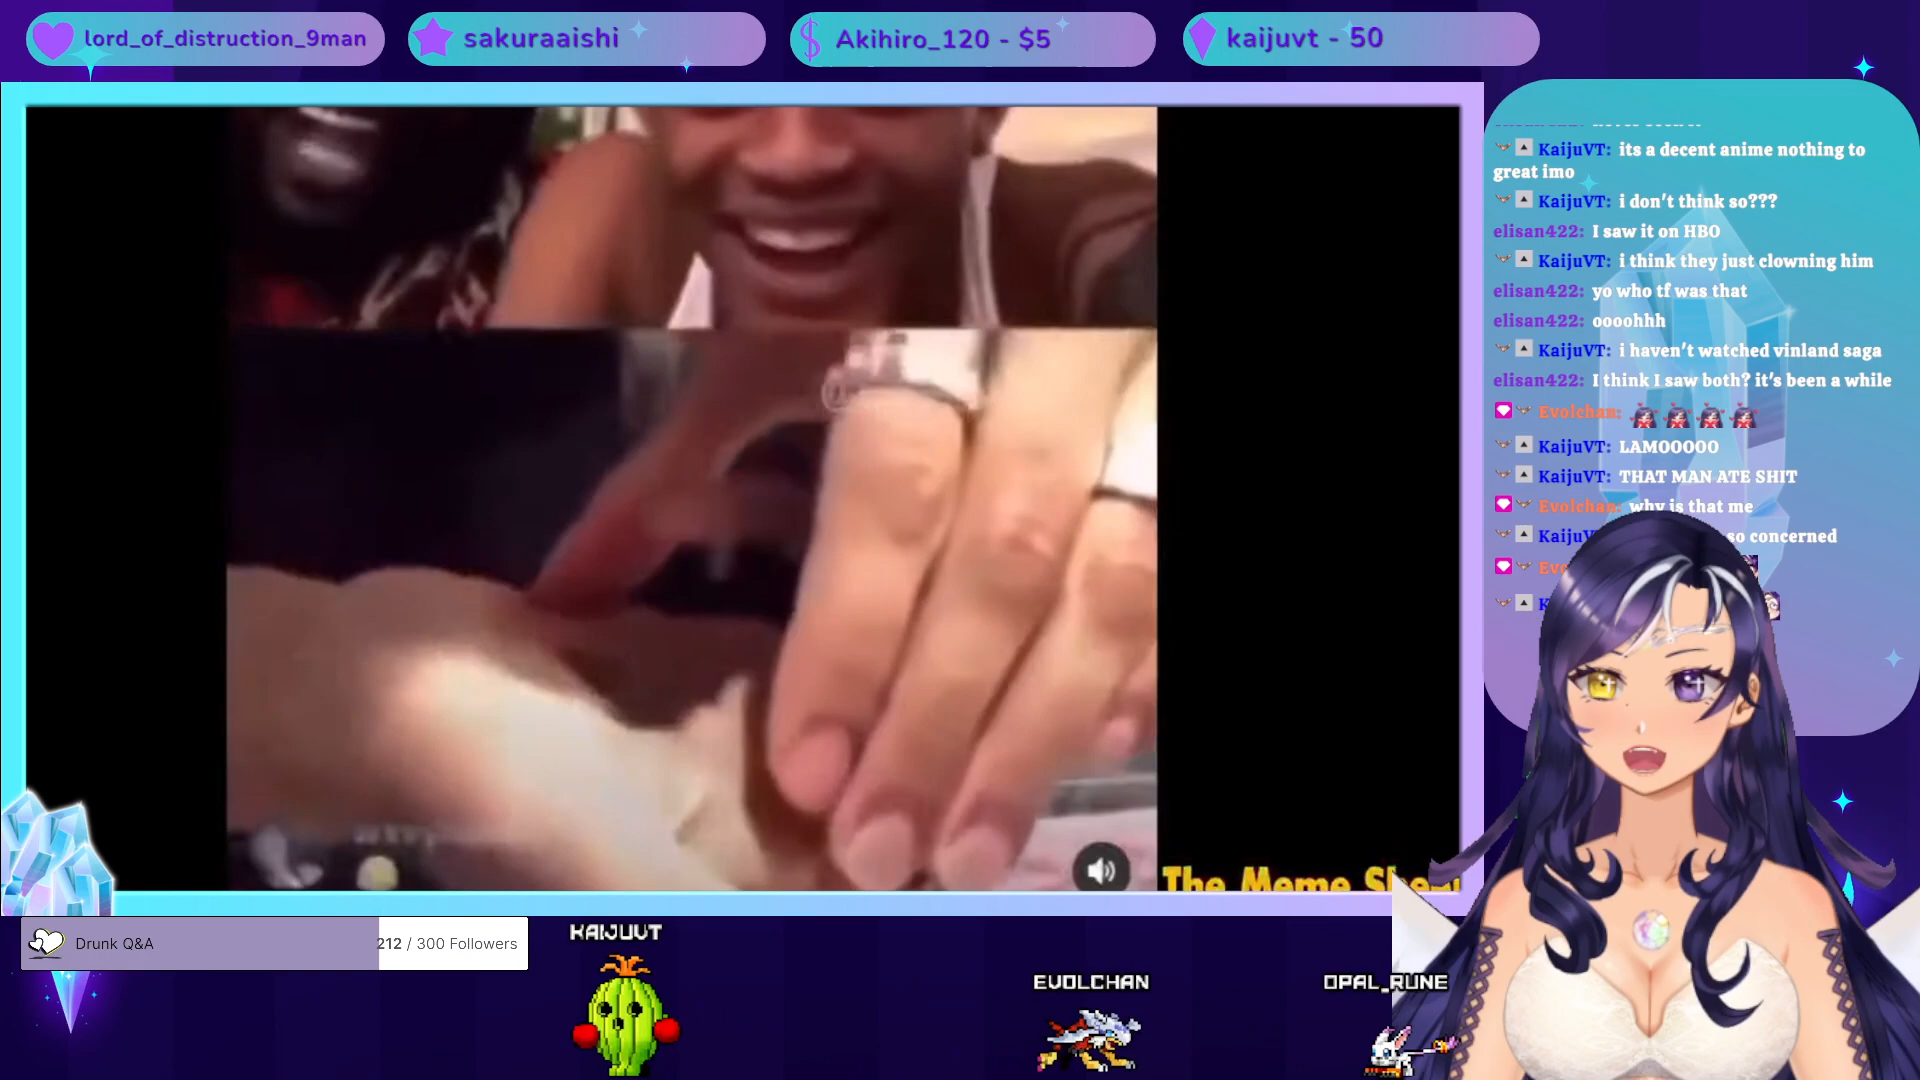 lord_of_distruction_9man
sakuraaishi
Akihiro_120 - $5
kaijuvt - 50
KaijuVT: its a decent anime nothing to
great imo
KaijuVT: i don't think so???
elisan422: I saw it on HBO
KaijuVT: i think they just clowning him
elisan422: yo who tf was that
elisan422: oooohhh
KaijuVT: i haven't watched vinland saga
elisan422: I think I saw both? it's been a while
Evolchan:
KaijuVT: LAMOOOOO
KaijuVT: THAT MAN ATE SHIT
Evolchan: why is that me
so concerned
The Meme
Drunk Q&A
212 / 300 Followers
KAIJUVT
EVOLCHAN
OPAL_RUNE